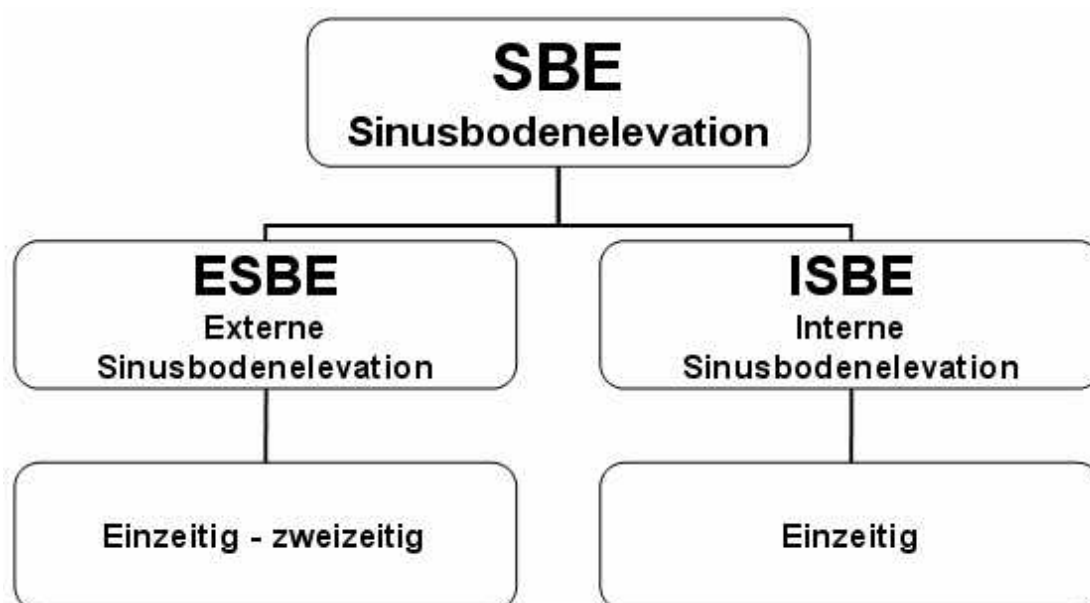 SBE
Sinusbodenelevation
ESBE
Externe
Sinusbodenelevation
ISBE
Interne
Sinusbodenelevation
Einzeitig - zweizeitig
Einzeitig